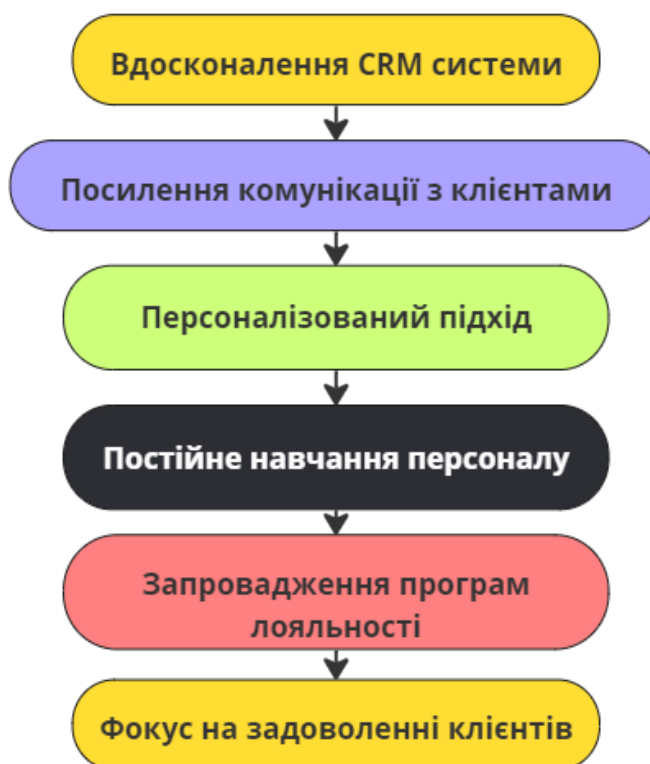 Вдосконалення CRM системи
Посилення комунікації з клієнтами
Персоналізований підхід
Постійне навчання персоналу
Запровадження програм
лояльності
Фокус на задоволенні клієнтів